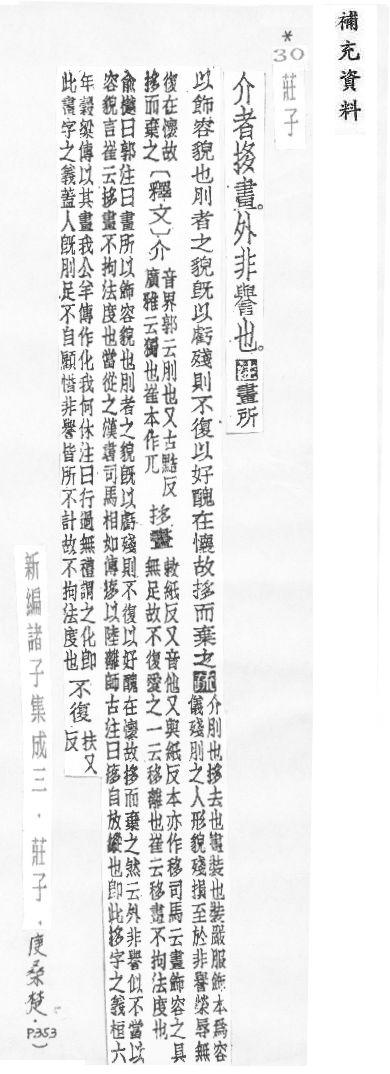 補充資料
*
30
莊子
介者拸畫。外非譽也。注畫所
以飾容貌也刖者之貌既以虧殘則不復以好醜在懷故拸而棄之疏介刖也拸去也畫裝也裝嚴服飾本爲容
儀殘刖之人形貌殘損至於非譽榮辱無
復在懷故
拸而棄之〔釋文〕介音界郭云刖也又古黠反
廣雅云獨也崔本作兀拸畫敕紙反又音他又與紙反本亦作移司馬云畫飾容之具
無足故不復愛之一云移離也崔云移畫不拘法度也
俞樾曰郭注曰畫所以飾容貌也刖者之貌既以虧殘則不復以好醜在懷故拸而棄之然云外非譽似不當以
容貌言崔云拸畫不拘法度也當從之漢書司馬相如傳拸以陸離師古注曰拸自放縱也卽此拸字之義桓六
年穀梁傳以其畫我公羊傳作化我何休注曰行過無禮謂之化卽
此畫字之義蓋人既刖足不自顧惜非譽皆所不計故不拘法度也不復扶又
反
新編諸子集成三．莊子．庚桑楚．
P.353)